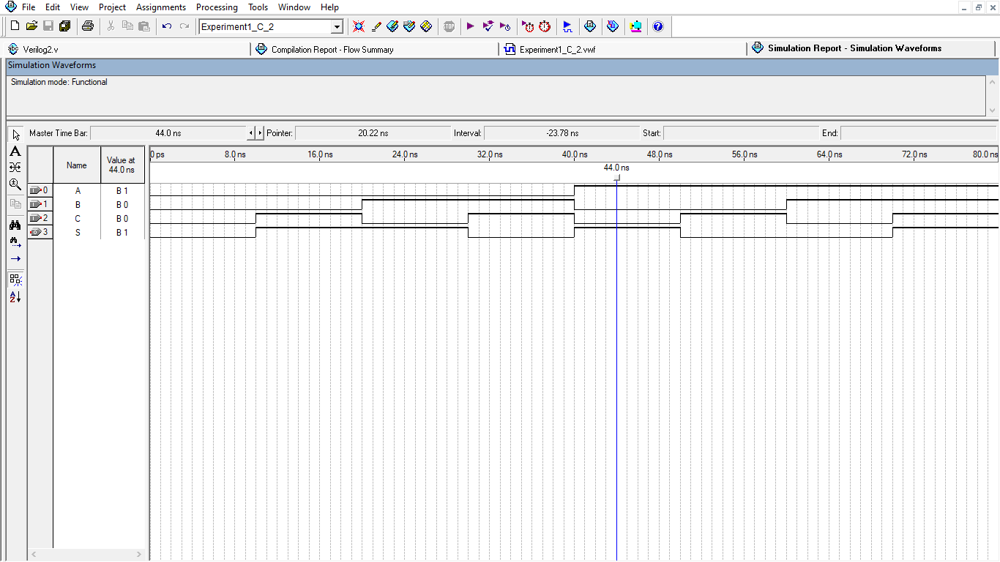 File Edit View Project Assignments Processing Tools Window Help
Experiment1_C_2
STOP
abc Verilog2.v Compilation Report - Flow Summary Experiment1_C_2.vwf Simulation Report - Simulation Waveforms
Simulation Waveforms
Simulation mode: Functional
Master Time Bar: 44.0 ns Pointer: 20.22 ns Interval: -23.78 ns Start: End:
Name Value at 44.0 ns
0 ps 8.0 ns 16.0 ns 24.0 ns 32.0 ns 40.0 ns 48.0 ns 56.0 ns 64.0 ns 72.0 ns 80.0 ns
44.0 ns
0 A B 1
1 B B 0
2 C B 0
3 S B 1